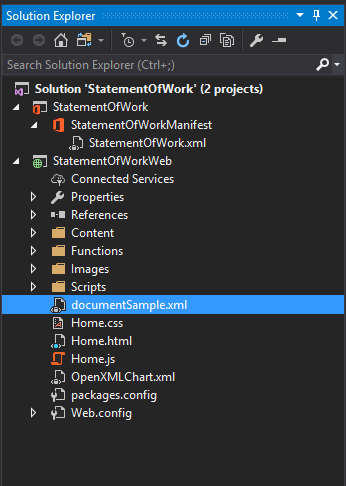 Solution Explorer
Search Solution Explorer (Ctrl+;)
Solution 'StatementOfWork' (2 projects)
StatementOfWork
StatementOfWorkManifest
StatementOfWork.xml
StatementOfWorkWeb
Connected Services
Properties
References
Content
Functions
Images
Scripts
documentSample.xml
Home.css
Home.html
Home.js
OpenXMLChart.xml
packages.config
Web.config